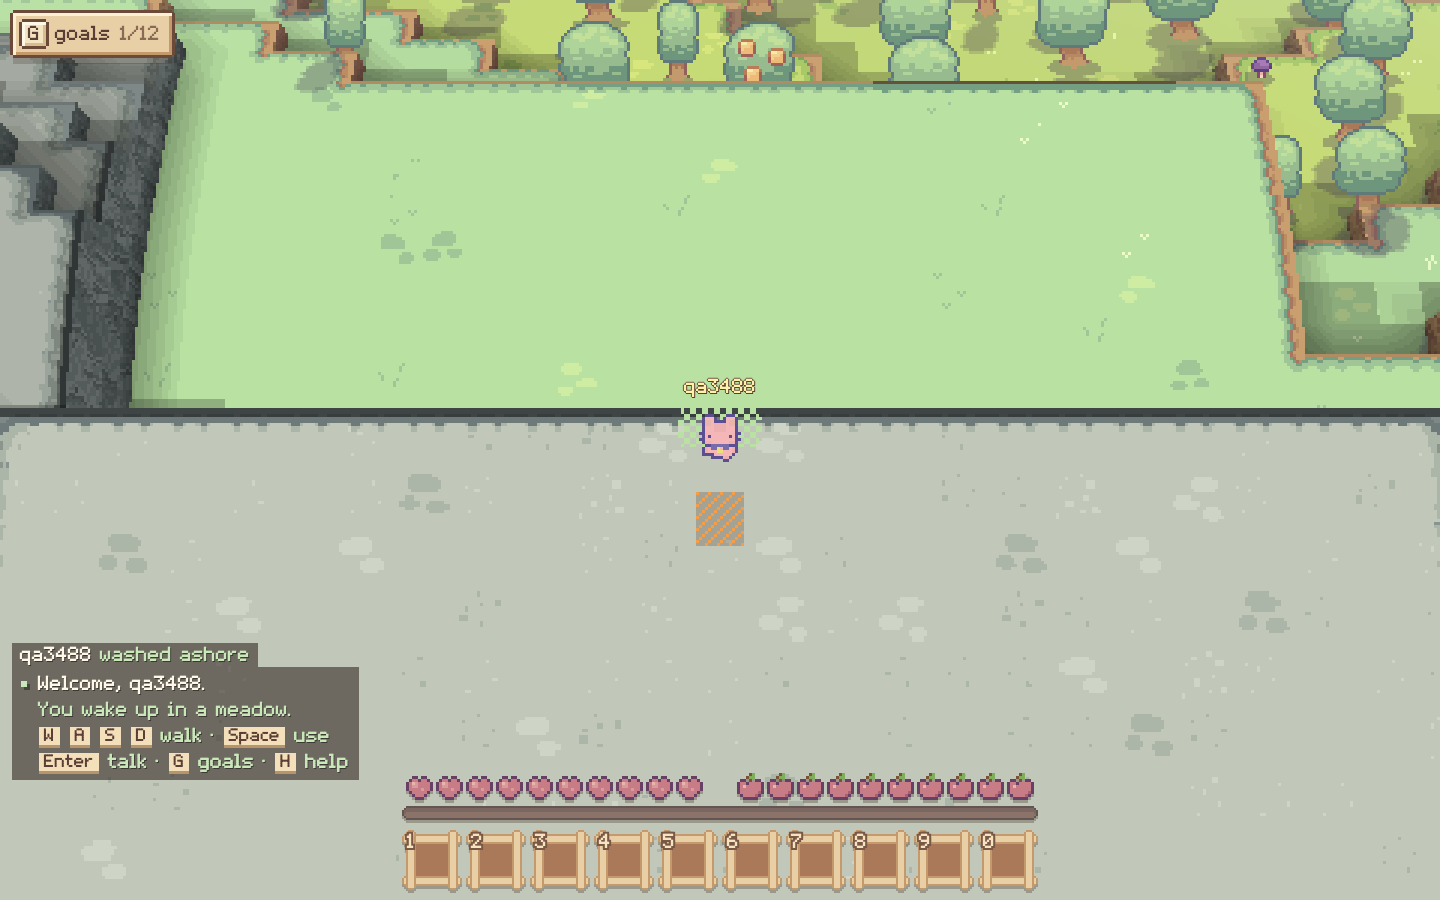 G goals 1/12
qa3488
qa3488 washed ashore
Welcome, qa3488.
You wake up in a meadow.
W A S D walk · Space use
Enter talk · G goals · H help
1 2 3 4 5 6 7 8 9 0